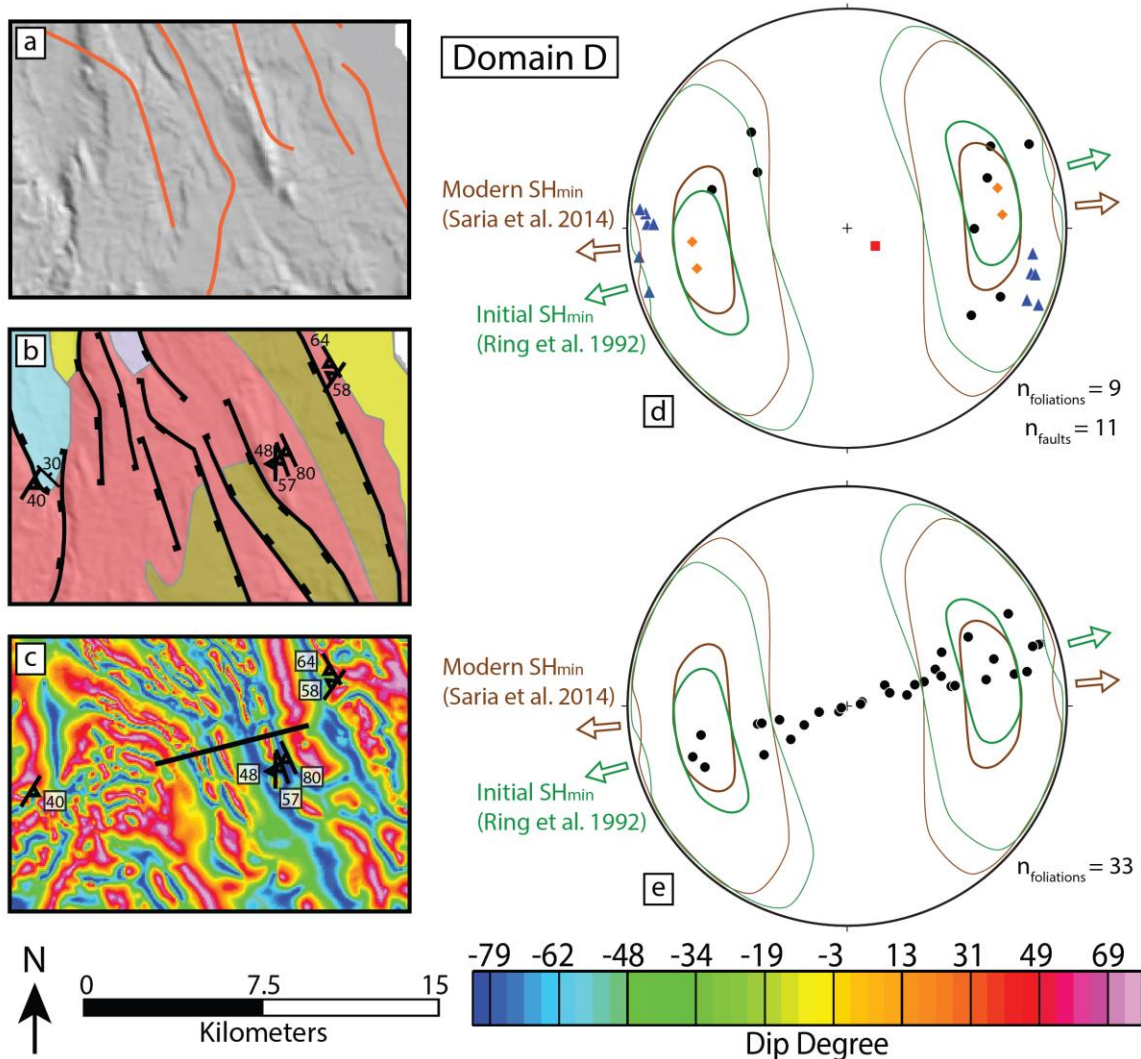 a
Domain D
Modern SHmin
(Saria et al. 2014)
Initial SHmin
(Ring et al. 1992)
d
nfoliations = 9
nfaults = 11
b
64
58
30
40
48
57
80
c
64
58
48
80
57
40
Modern SHmin
(Saria et al. 2014)
Initial SHmin
(Ring et al. 1992)
e
nfoliations = 33
N
0 7.5 15
Kilometers
-79 -62 -48 -34 -19 -3 13 31 49 69
Dip Degree